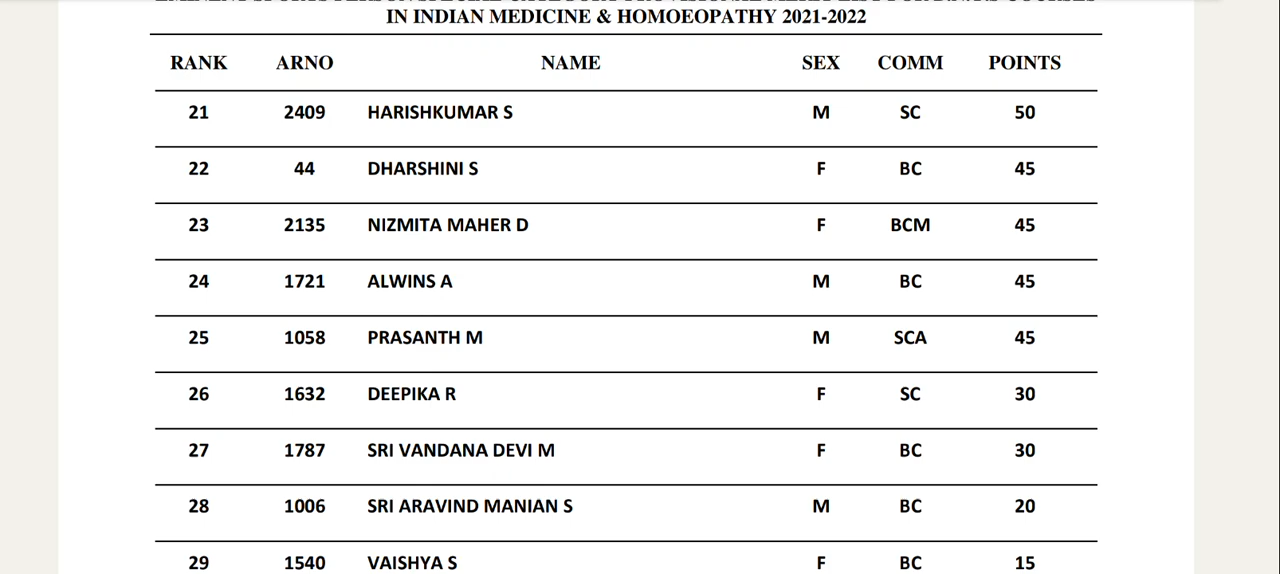 IN INDIAN MEDICINE & HOMOEOPATHY 2021-2022
RANK ARNO NAME SEX COMM POINTS
21 2409 HARISHKUMAR S M SC 50
22 44 DHARSHINI S F BC 45
23 2135 NIZMITA MAHER D F BCM 45
24 1721 ALWINS A M BC 45
25 1058 PRASANTH M M SCA 45
26 1632 DEEPIKA R F SC 30
27 1787 SRI VANDANA DEVI M F BC 30
28 1006 SRI ARAVIND MANIAN S M BC 20
29 1540 VAISHYA S F BC 15